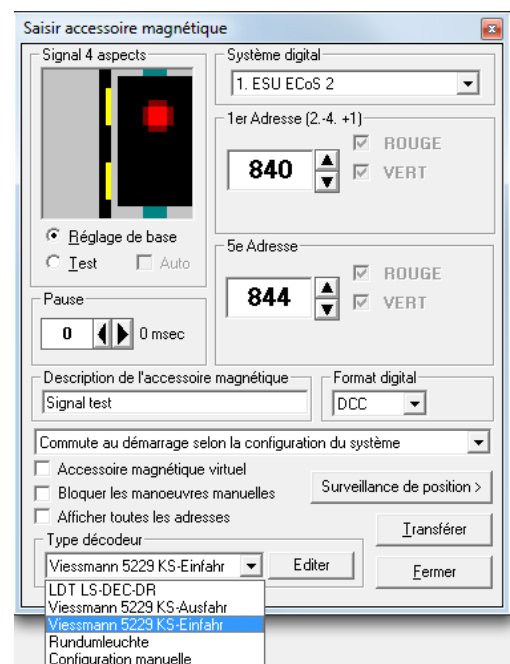 Saisir accessoire magnétique
Signal 4 aspects
Système digital
1. ESU ECoS 2
1er Adresse (2.-4. +1)
840
ROUGE
VERT
Réglage de base
Test
Auto
5e Adresse
844
ROUGE
VERT
Pause
0
0 msec
Description de l'accessoire magnétique
Signal test
Format digital
DCC
Commute au démarrage selon la configuration du système
Accessoire magnétique virtuel
Bloquer les manoeuvres manuelles
Afficher toutes les adresses
Surveillance de position >
Transférer
Type décodeur
Viessmann 5229 KS-Einfahr
Editer
Fermer
LDT LS-DEC-DR
Viessmann 5229 KS-Ausfahr
Viessmann 5229 KS-Einfahr
Rundumleuchte
Configuration manuelle